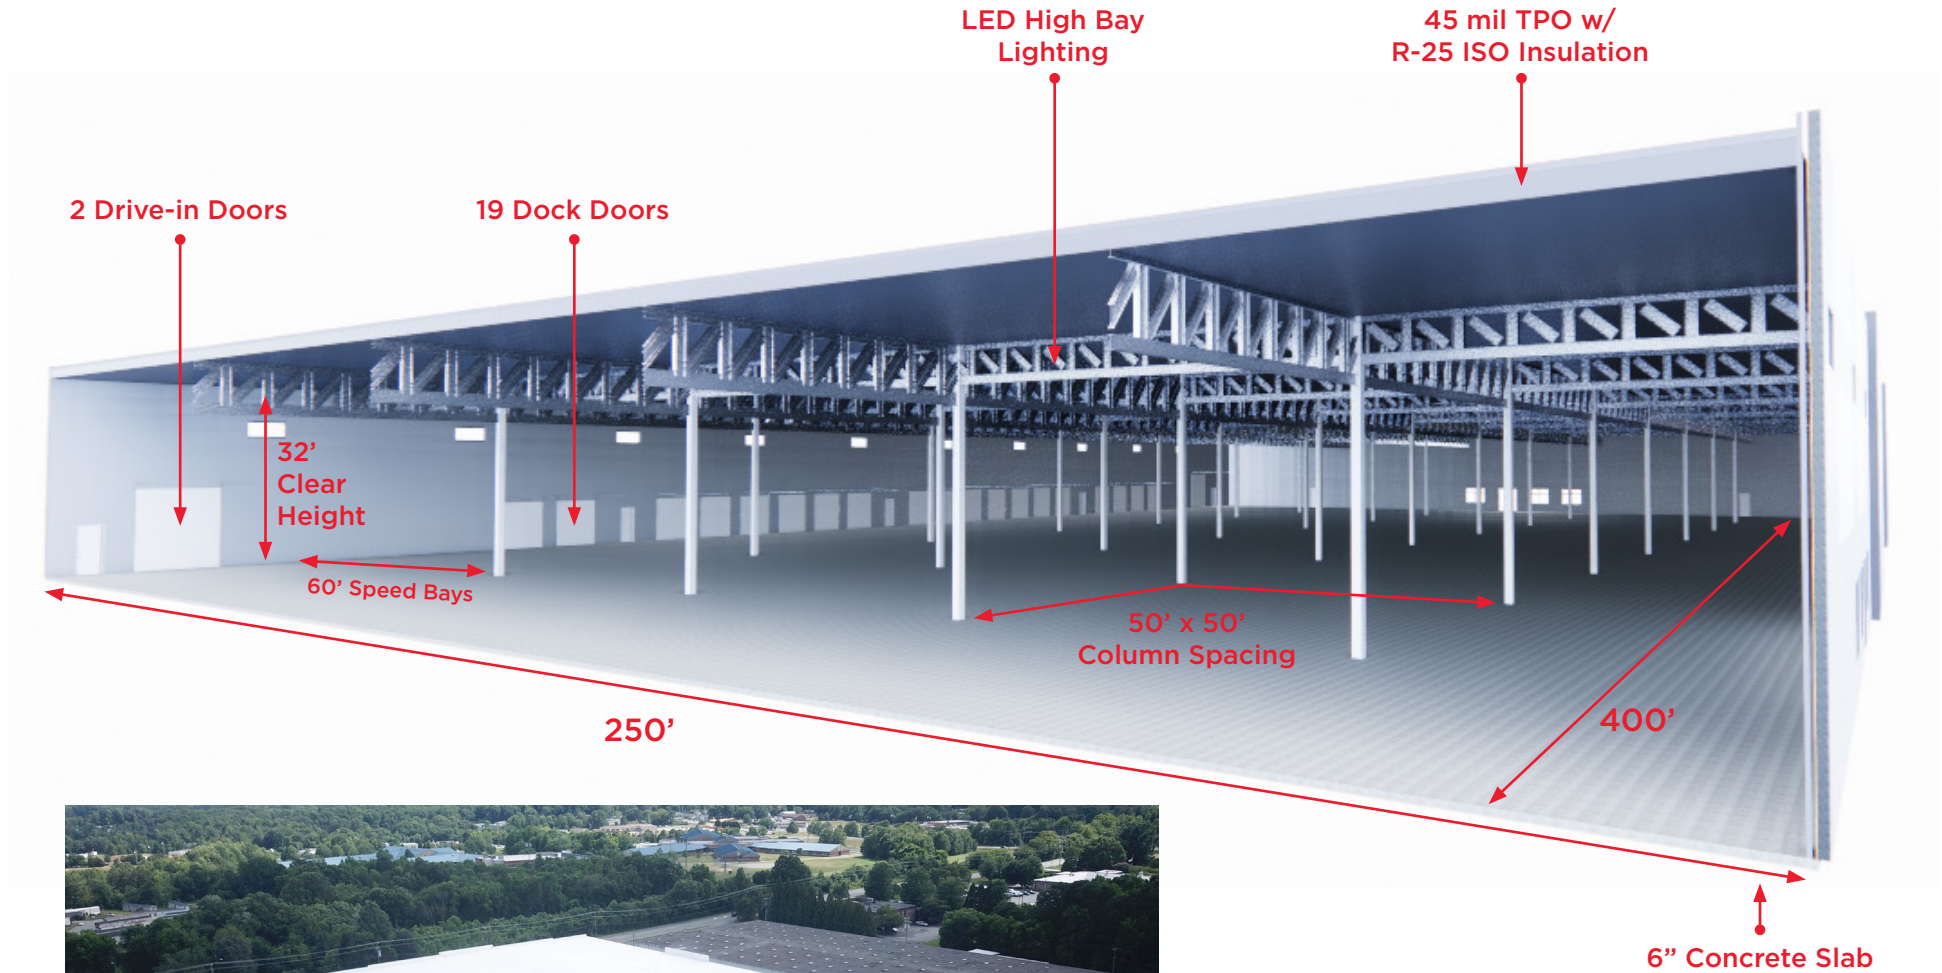 LED High Bay
Lighting
45 mil TPO w/
R-25 ISO Insulation
2 Drive-in Doors
19 Dock Doors
32’
Clear
Height
60’ Speed Bays
50’ x 50’
Column Spacing
250’
400’
6” Concrete Slab